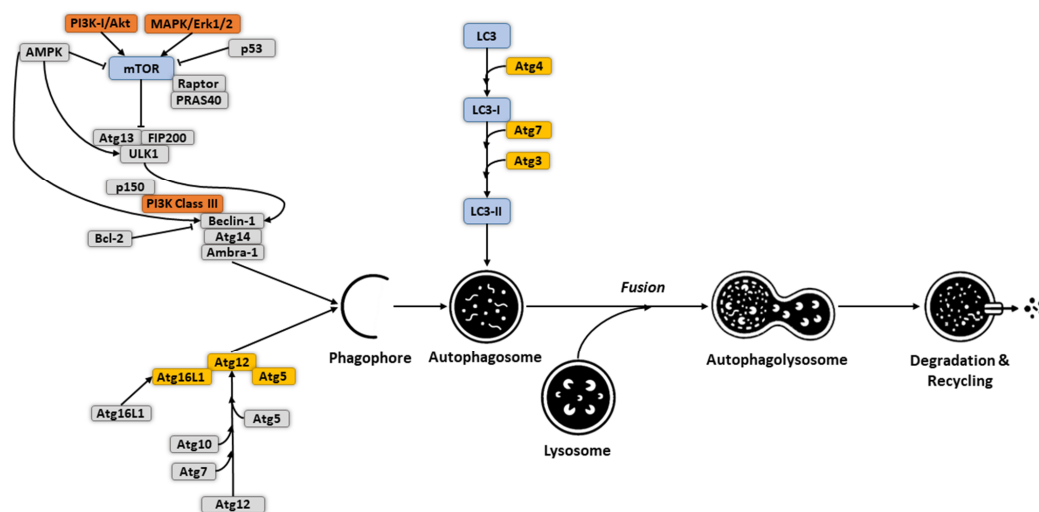 PI3K-I/Akt
MAPK/Erk1/2
AMPK
p53
mTOR
Raptor
PRAS40
Atg13
FIP200
ULK1
p150
PI3K Class III
Beclin-1
Bcl-2
Atg14
Ambra-1
LC3
Atg4
LC3-I
Atg7
Atg3
LC3-II
Fusion
Phagophore
Autophagosome
Autophagolysosome
Degradation &
Recycling
Lysosome
Atg12
Atg16L1
Atg5
Atg16L1
Atg5
Atg10
Atg7
Atg12